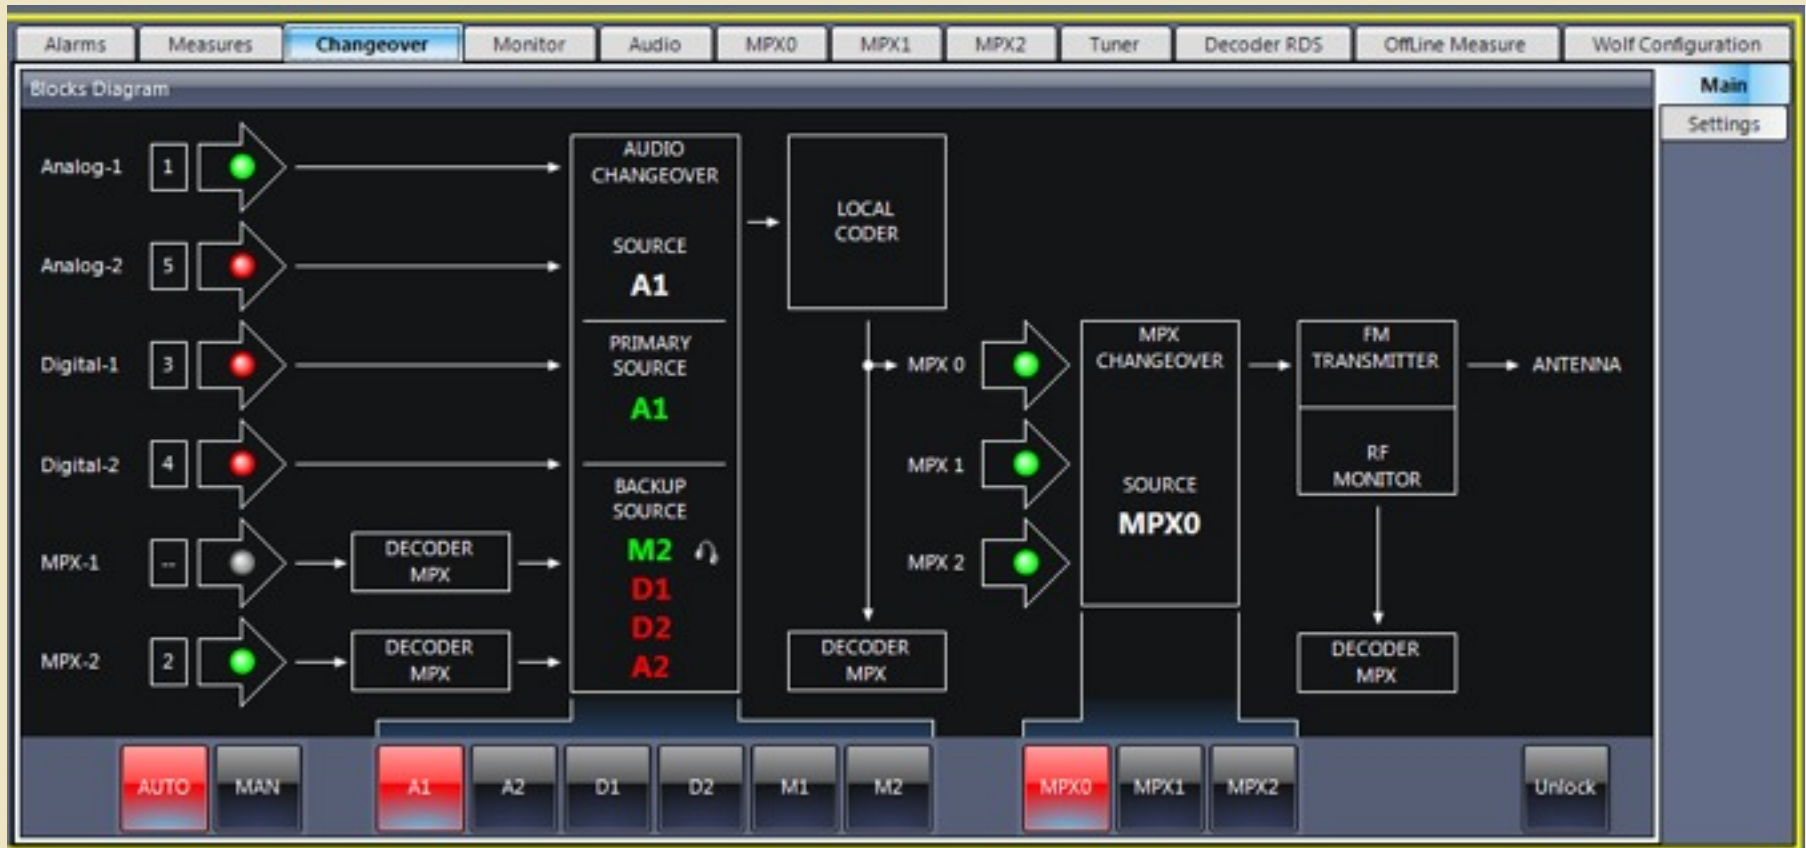 Alarms
Measures
Changeover
Monitor
Audio
MPX0
MPX1
MPX2
Tuner
Decoder RDS
OffLine Measure
Wolf Configuration
Main
Settings
Blocks Diagram
Analog-1
1
Analog-2
5
Digital-1
3
Digital-2
4
MPX-1
--
DECODER
MPX
MPX-2
2
DECODER
MPX
AUDIO
CHANGEOVER
SOURCE
A1
PRIMARY
SOURCE
A1
BACKUP
SOURCE
M2
D1
D2
A2
LOCAL
CODER
DECODER
MPX
MPX 0
MPX 1
MPX 2
MPX
CHANGEOVER
SOURCE
MPX0
FM
TRANSMITTER
RF
MONITOR
ANTENNA
DECODER
MPX
AUTO
MAN
A1
A2
D1
D2
M1
M2
MPX0
MPX1
MPX2
Unlock